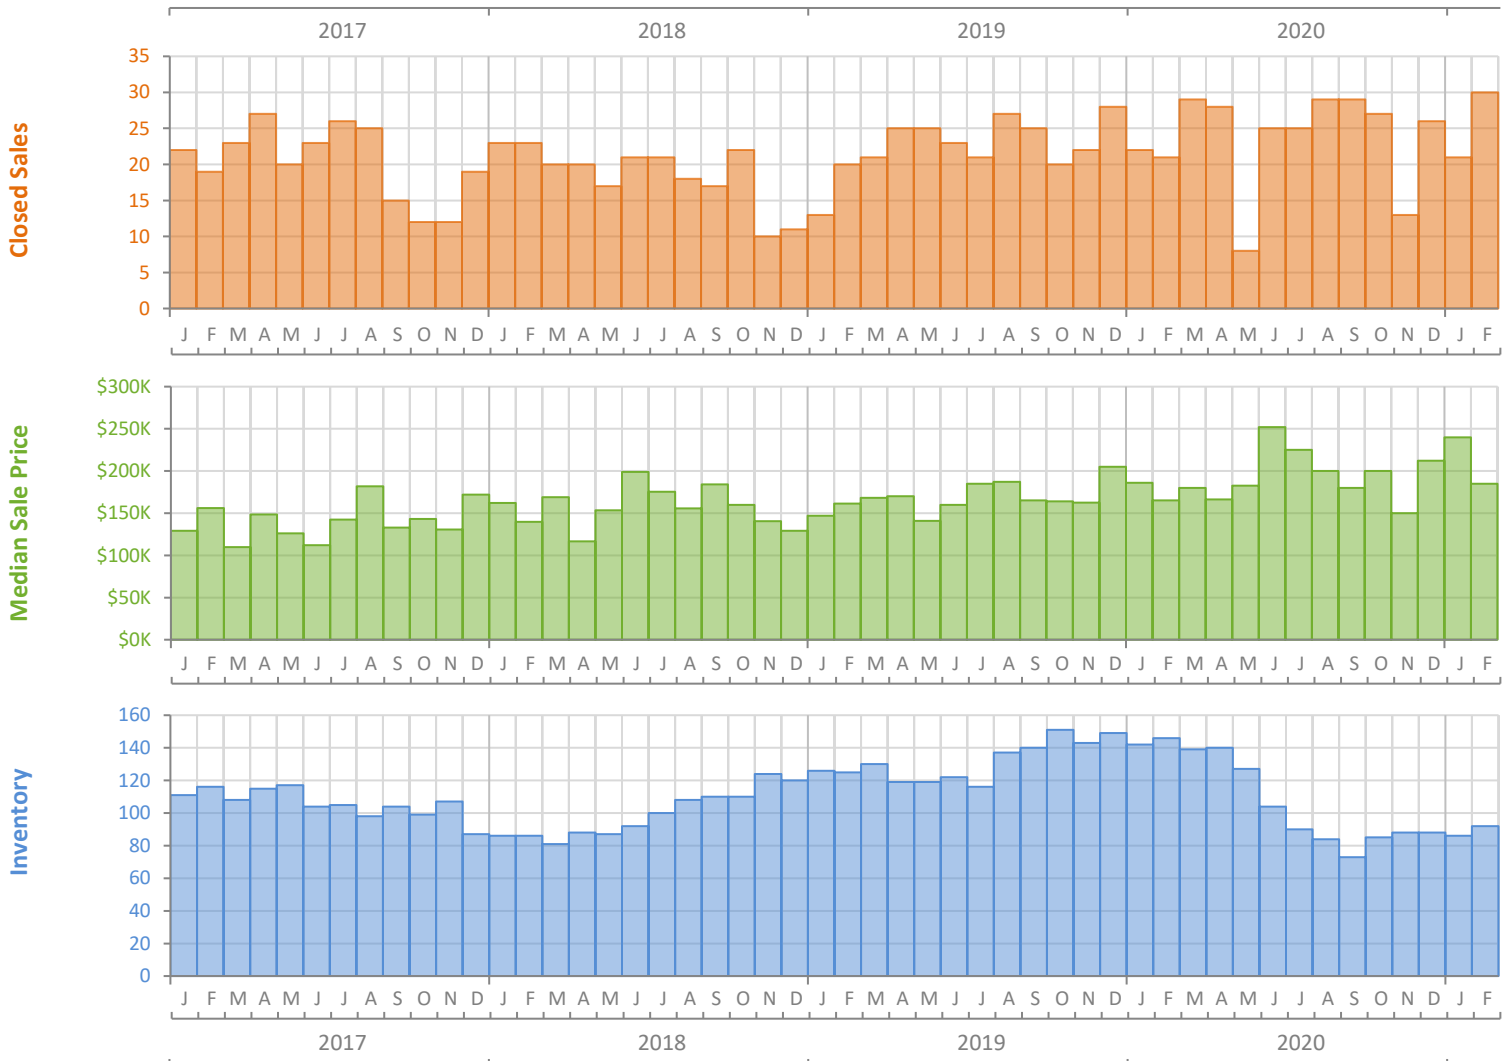 2017 2018 2019 2020
Closed Sales
35
30
25
20
15
10
5
0
J F M A M J J A S O N D J F M A M J J A S O N D J F M A M J J A S O N D J F M A M J J A S O N D J F
Median Sale Price
$300K
$250K
$200K
$150K
$100K
$50K
$0K
J F M A M J J A S O N D J F M A M J J A S O N D J F M A M J J A S O N D J F M A M J J A S O N D J F
Inventory
160
140
120
100
80
60
40
20
0
J F M A M J J A S O N D J F M A M J J A S O N D J F M A M J J A S O N D J F M A M J J A S O N D J F
2017 2018 2019 2020